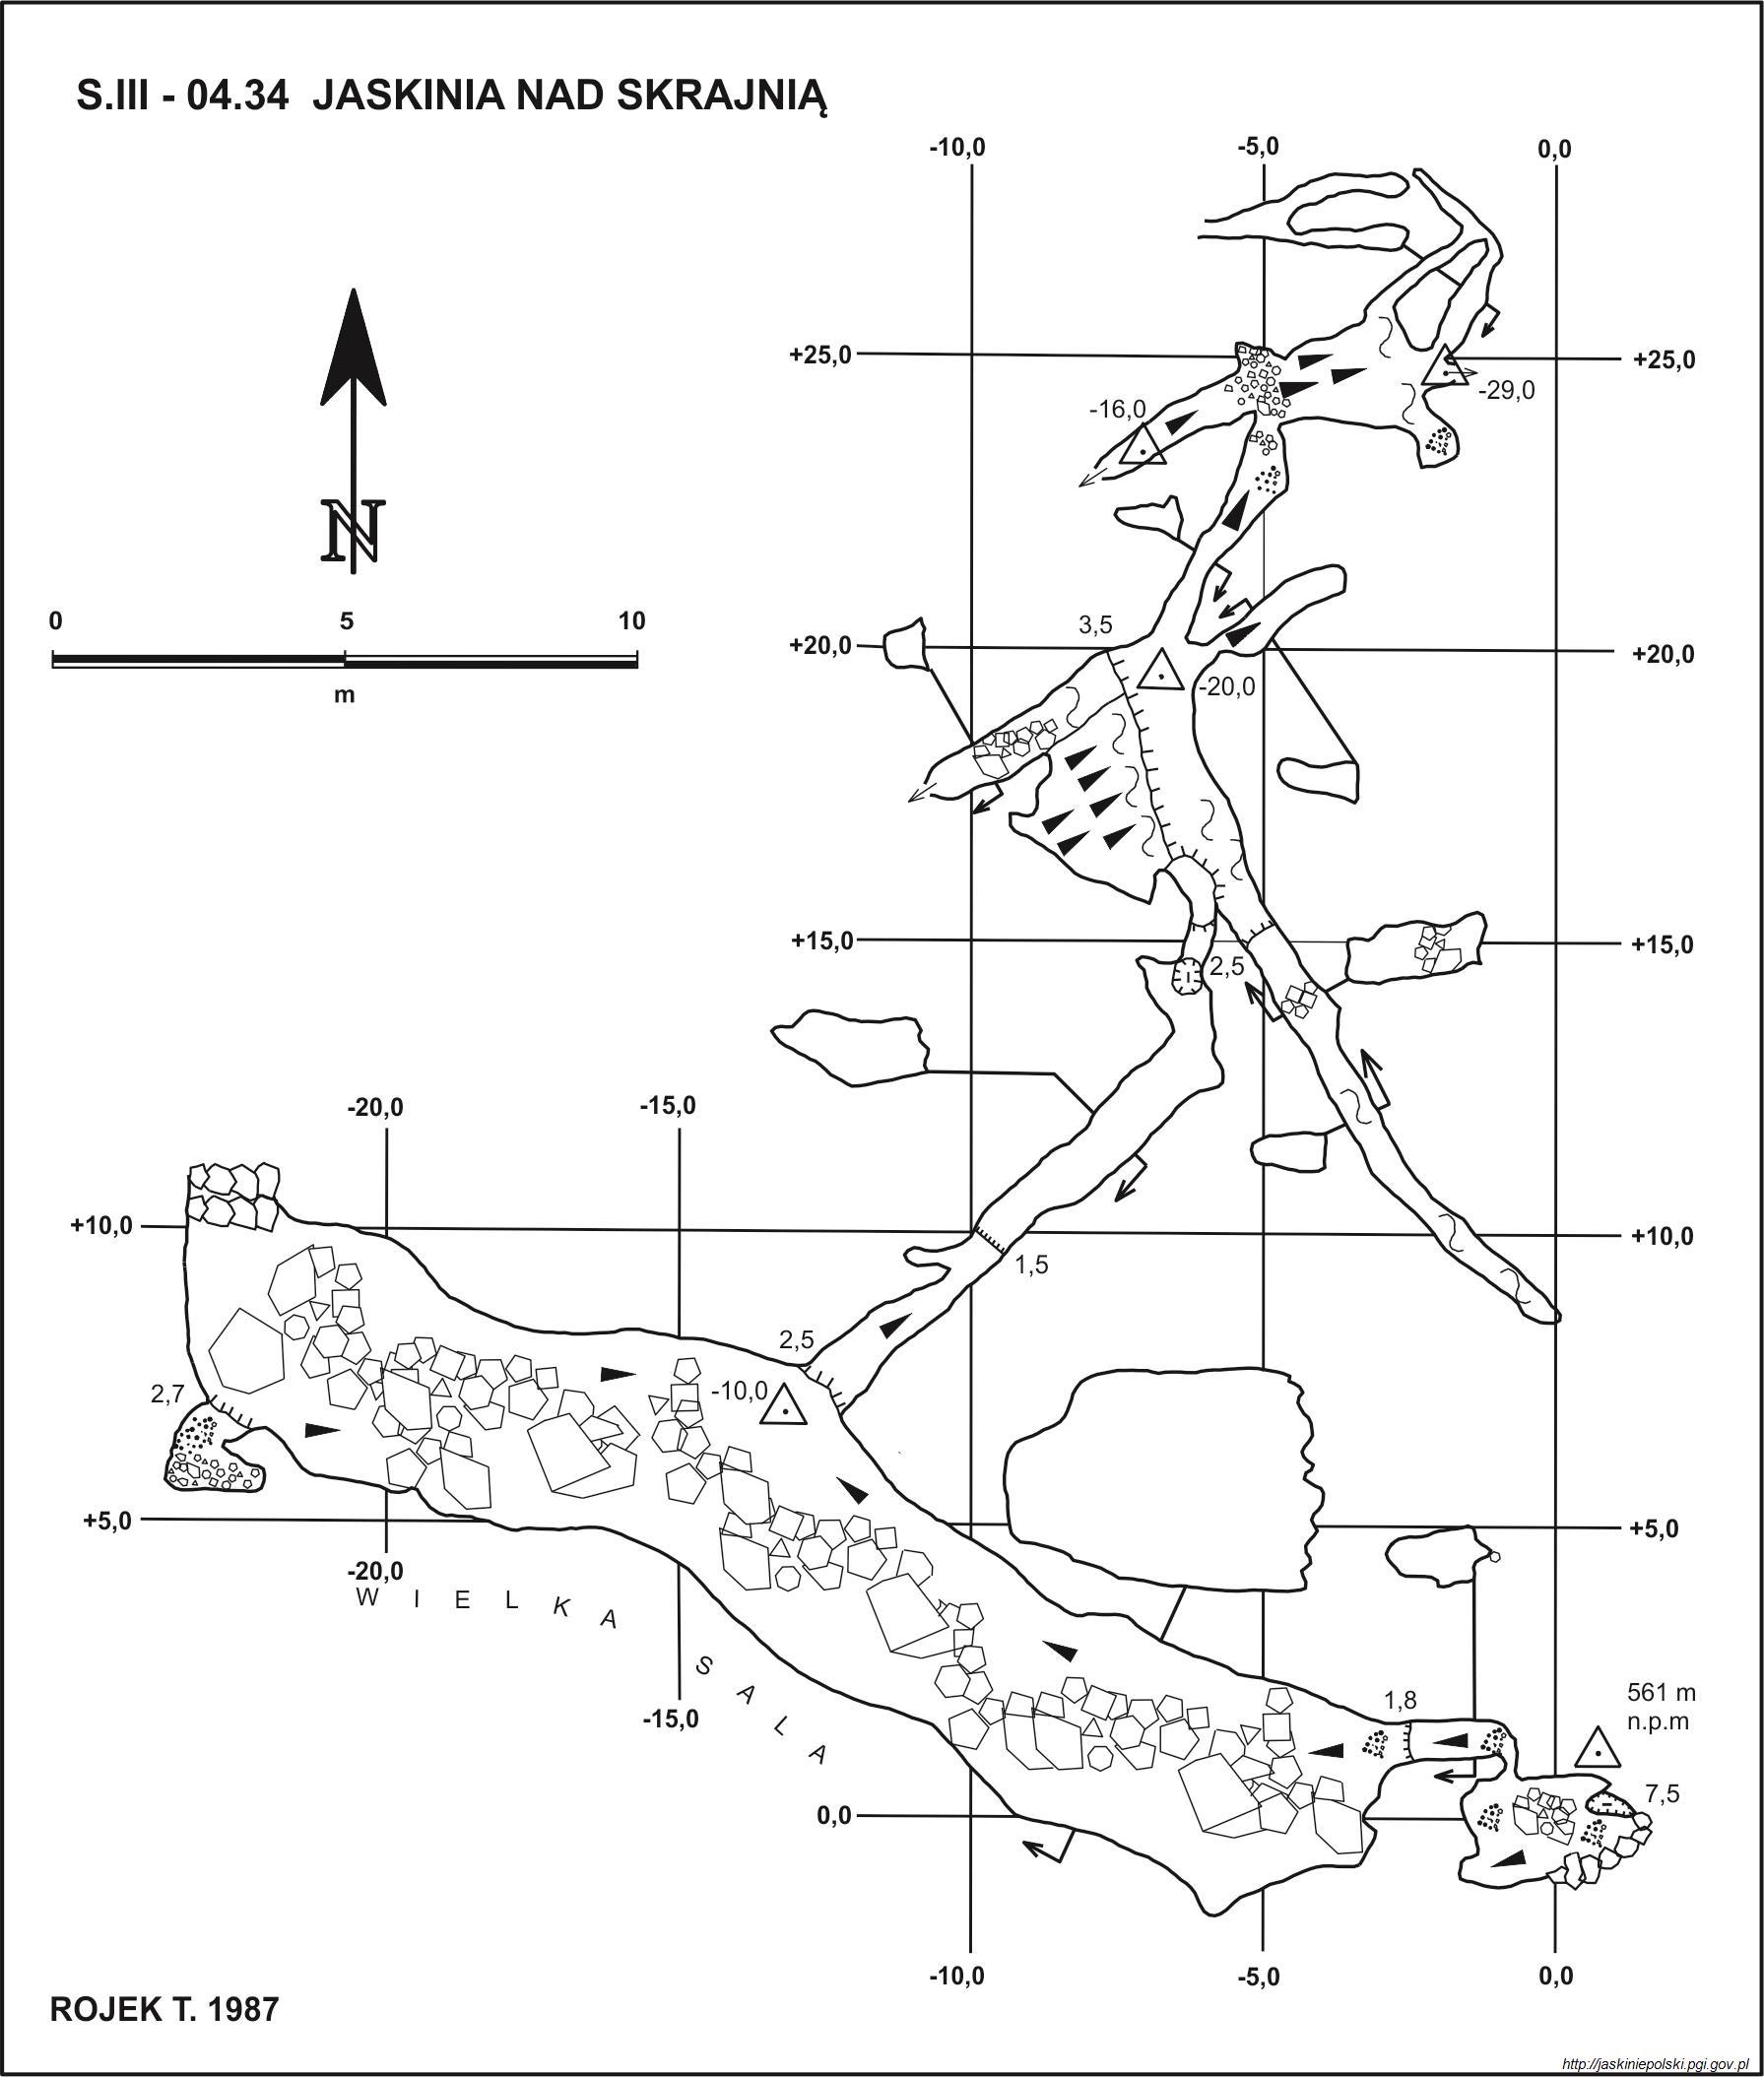 S.III - 04.34 JASKINIA NAD SKRAJNIĄ
-10,0 -5,0 0,0
+25,0 +25,0
-29,0
-16,0
N
0 5 10
m
3,5
+20,0 +20,0
-20,0
+15,0 +15,0
2,5
-20,0 -15,0
+10,0 +10,0
1,5
2,5
2,7 -10,0
+5,0 +5,0
-20,0
WIELKA
SALA
-15,0
1,8
561 m
n.p.m
7,5
0,0
-10,0 -5,0 0,0
ROJEK T. 1987
http://jaskiniepolski.pgi.gov.pl